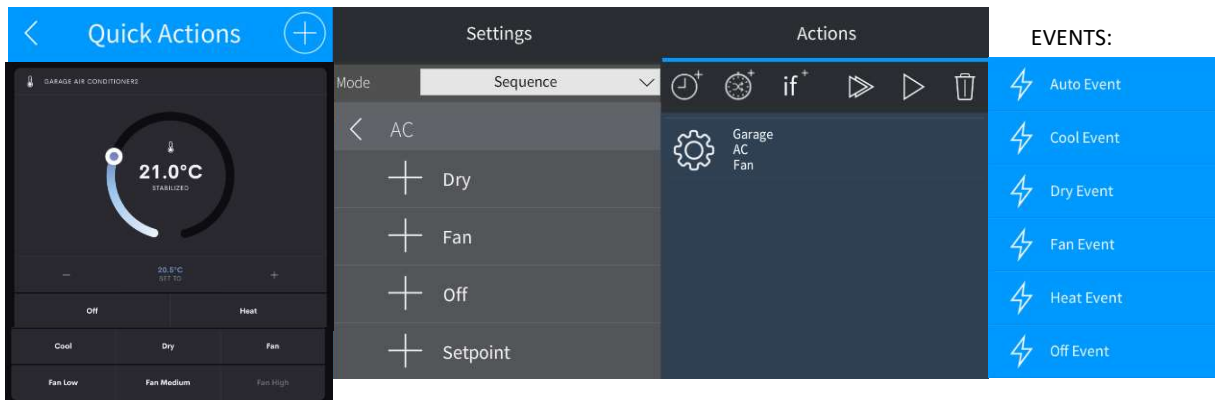 Quick Actions
GARAGE AIR CONDITIONERS
21.0°C
STABILIZED
20.5°C
SET TO
Off
Heat
Cool
Dry
Fan
Fan Low
Fan Medium
Fan High
Settings
Mode
Sequence
AC
Dry
Fan
Off
Setpoint
Actions
if+
Garage
AC
Fan
EVENTS:
Auto Event
Cool Event
Dry Event
Fan Event
Heat Event
Off Event